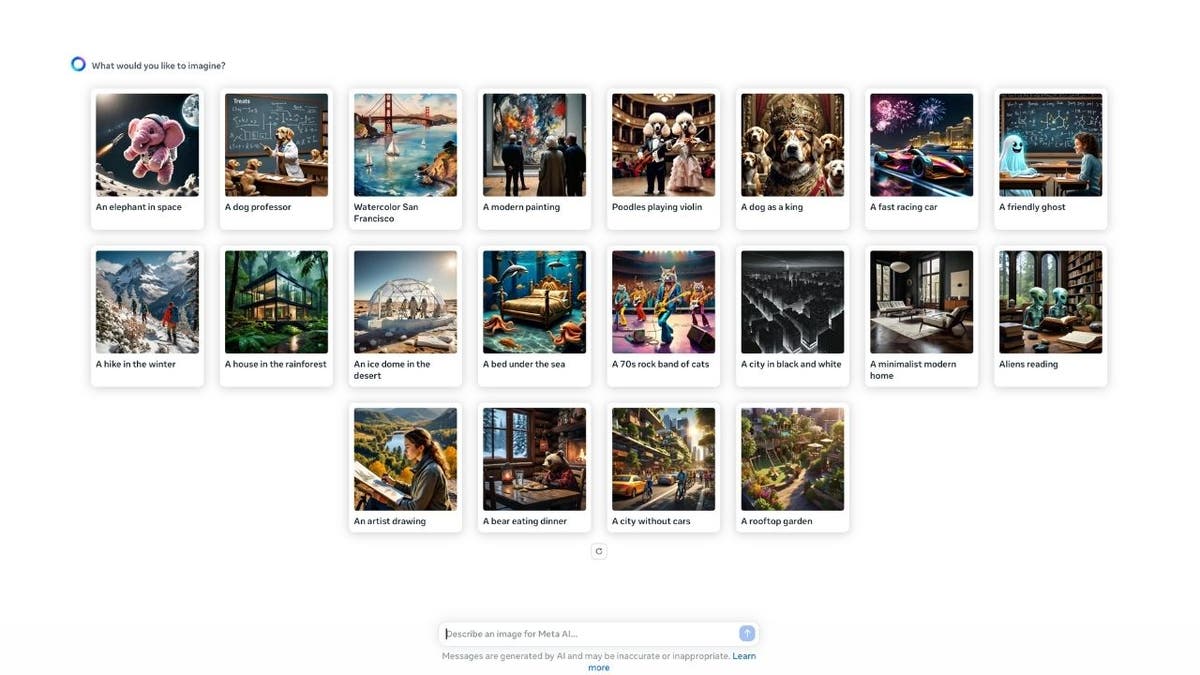 What would you like to imagine?
Treats
An elephant in space
A dog professor
Watercolor San
Francisco
A modern painting
Poodles playing violin
A dog as a king
A fast racing car
A friendly ghost
A hike in the winter
A house in the rainforest
An ice dome in the
desert
A bed under the sea
A 70s rock band of cats
A city in black and white
A minimalist modern
home
Aliens reading
An artist drawing
A bear eating dinner
A city without cars
A rooftop garden
Describe an image for Meta AI...
Messages are generated by AI and may be inaccurate or inappropriate. Learn
more